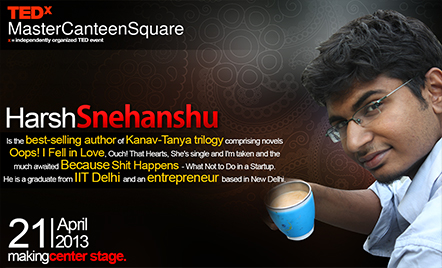 TEDx
MasterCanteenSquare
x = independently organized TED event
HarshSnehanshu
Is the best-selling author of Kanav-Tanya trilogy comprising novels
Oops! I Fell in Love, Ouch! That Hearts, She's single and I'm taken and the
much awaited Because Shit Happens - What Not to Do in a Startup.
He is a graduate from IIT Delhi and an entrepreneur based in New Delhi.
21 April
2013
makingcenter stage.